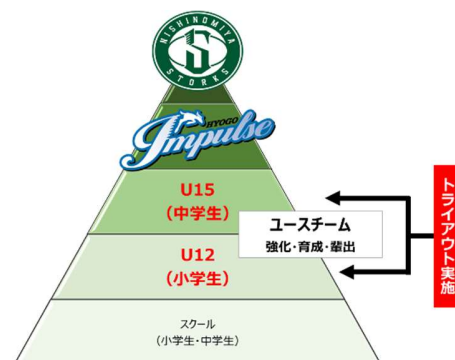 NISHINOMIYA
S
STORKS
HYOGO
Impulse
U15
(中学生)
U12
(小学生)
スクール
(小学生・中学生)
ユースチーム
強化・育成・輩出
トライアウト実施